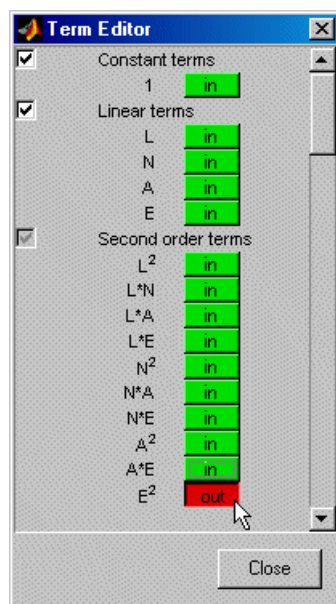 Term Editor
Constant terms
1 in
Linear terms
L in
N in
A in
E in
Second order terms
L² in
L*N in
L*A in
L*E in
N² in
N*A in
N*E in
A² in
A*E in
E² out
Close